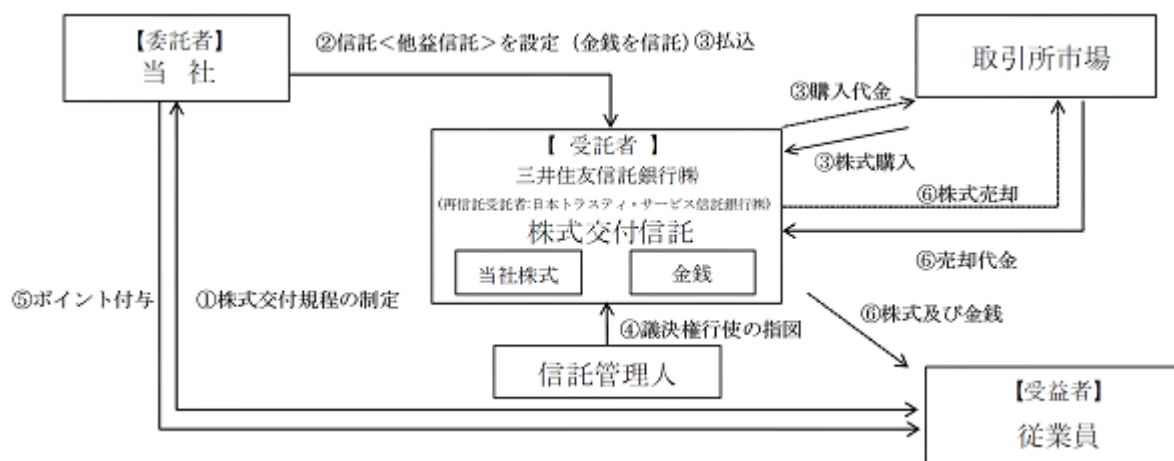 【委託者】
当 社
②信託＜他益信託＞を設定（金銭を信託）③払込
取引所市場
③購入代金
③株式購入
【 受託者 】
三井住友信託銀行㈱
(再信託受託者:日本トラスティ・サービス信託銀行㈱)
株式交付信託
当社株式
金銭
⑥株式売却
⑥売却代金
⑤ポイント付与
①株式交付規程の制定
④議決権行使の指図
⑥株式及び金銭
信託管理人
【受益者】
従業員